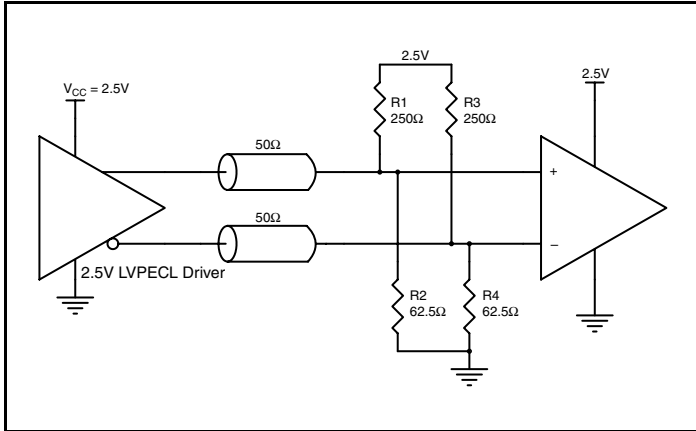 2.5V
2.5V
V_CC = 2.5V
R1
250Ω
R3
250Ω
50Ω
+
50Ω
–
2.5V LVPECL Driver
R2
62.5Ω
R4
62.5Ω